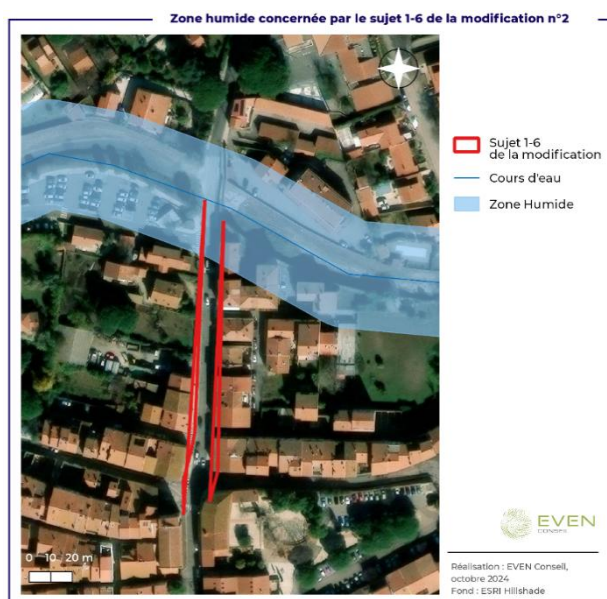 Zone humide concernée par le sujet 1-6 de la modification n°2
Sujet 1-6
de la modification
Cours d'eau
Zone Humide
0 10 20 m
EVEN
CONSEIL
Réalisation : EVEN Conseil,
octobre 2024
Fond : ESRI Hillshade